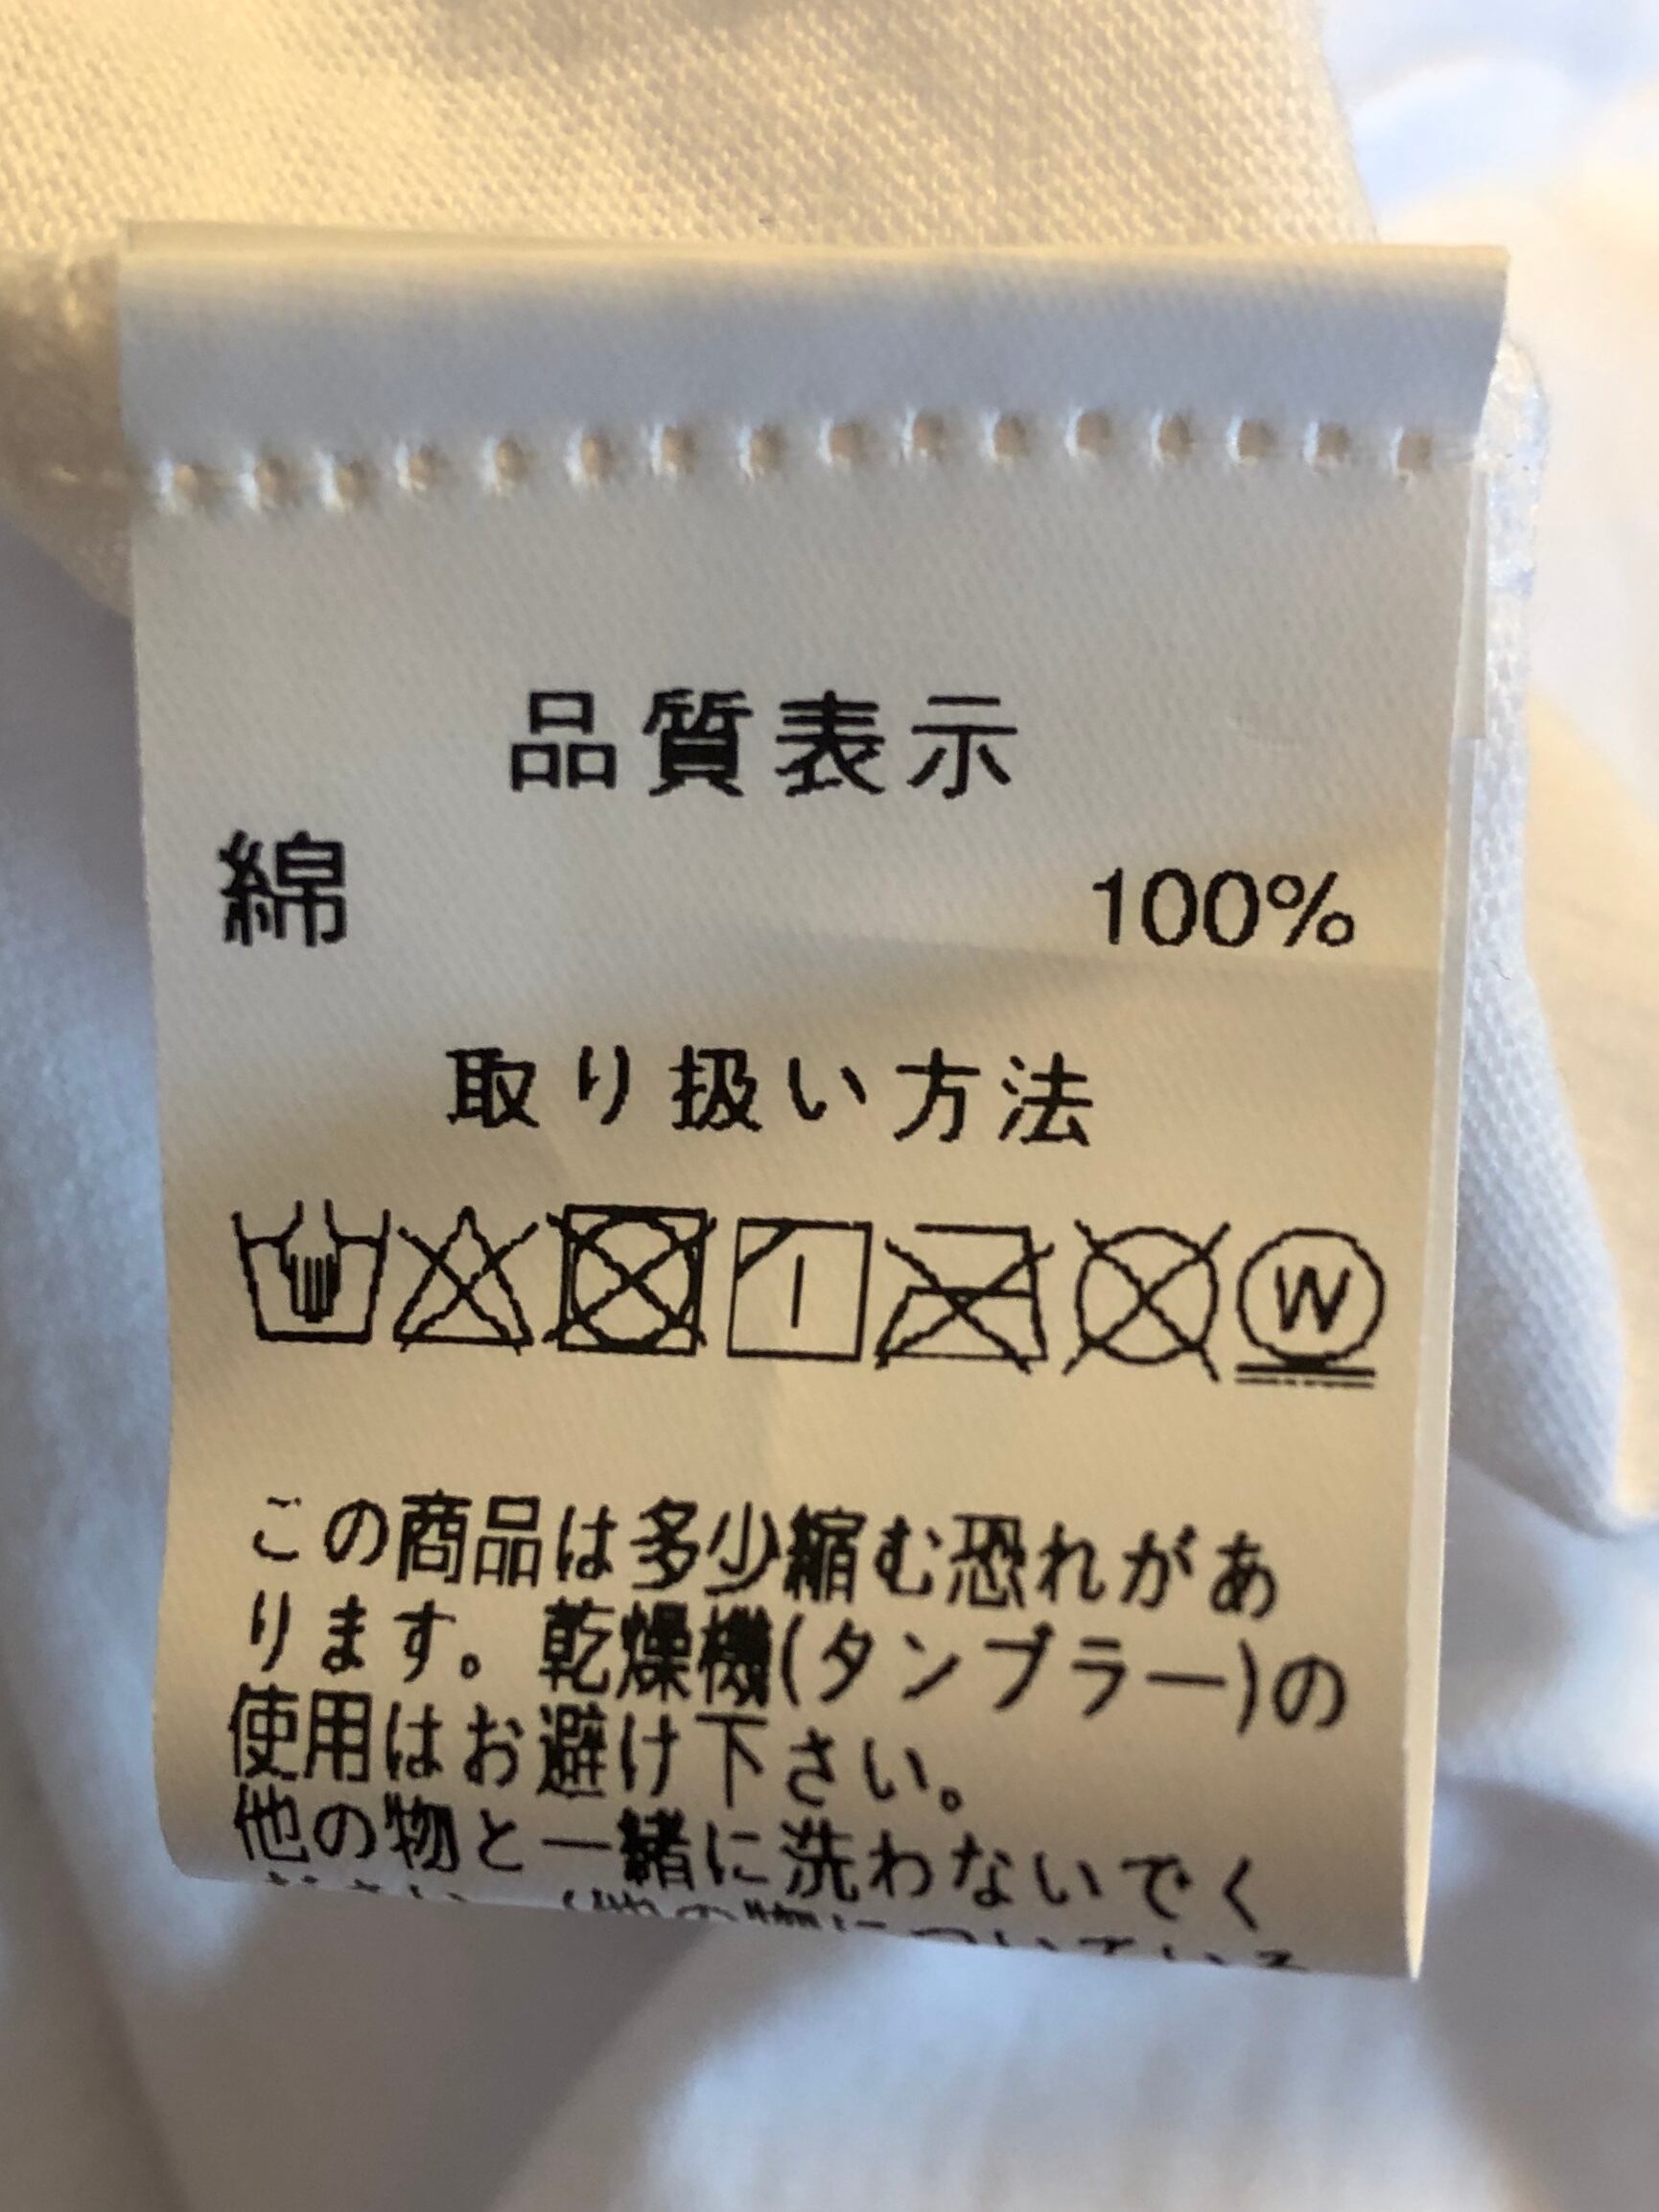 品質表示
綿 100%
取り扱い方法
W
この商品は多少縮む恐れがあ
ります。乾燥機(タンブラー)の
使用はお避け下さい。
他の物と一緒に洗わないでく